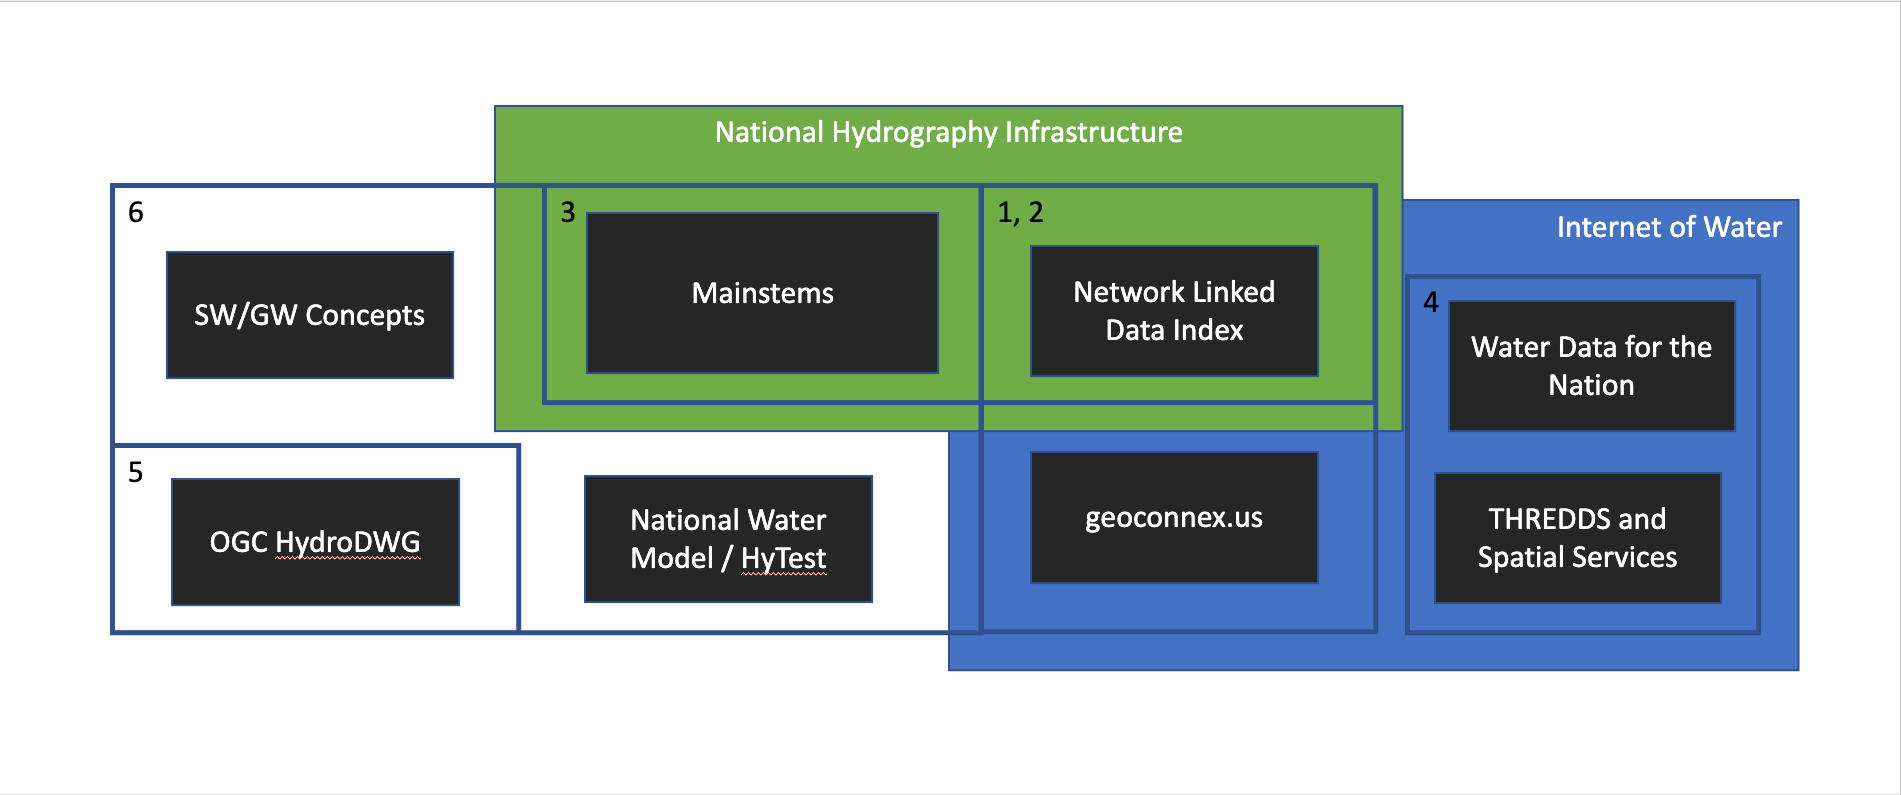 National Hydrography Infrastructure
Internet of Water
6
SW/GW Concepts
3
Mainstems
1, 2
Network Linked
Data Index
4
Water Data for the
Nation
5
OGC HydroDWG
National Water
Model / HyTest
geoconnex.us
THREDDS and
Spatial Services